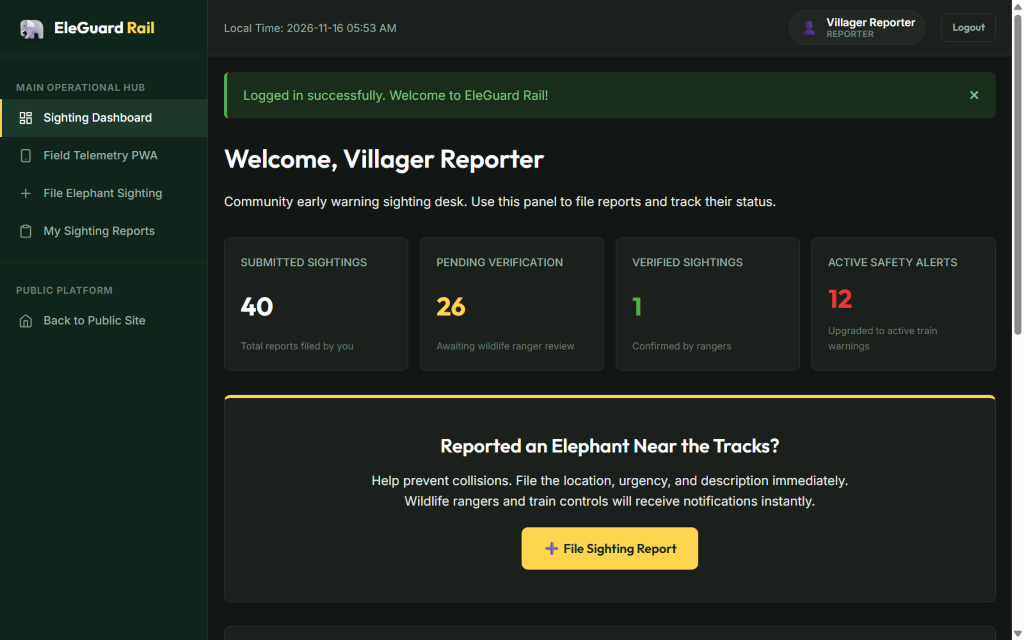 EleGuard Rail
Local Time: 2026-11-16 05:53 AM
Villager Reporter
REPORTER
Logout
MAIN OPERATIONAL HUB
Sighting Dashboard
Field Telemetry PWA
File Elephant Sighting
My Sighting Reports
PUBLIC PLATFORM
Back to Public Site
Logged in successfully. Welcome to EleGuard Rail!
×
Welcome, Villager Reporter
Community early warning sighting desk. Use this panel to file reports and track their status.
SUBMITTED SIGHTINGS
40
Total reports filed by you
PENDING VERIFICATION
26
Awaiting wildlife ranger review
VERIFIED SIGHTINGS
1
Confirmed by rangers
ACTIVE SAFETY ALERTS
12
Upgraded to active train
warnings
Reported an Elephant Near the Tracks?
Help prevent collisions. File the location, urgency, and description immediately.
Wildlife rangers and train controls will receive notifications instantly.
File Sighting Report